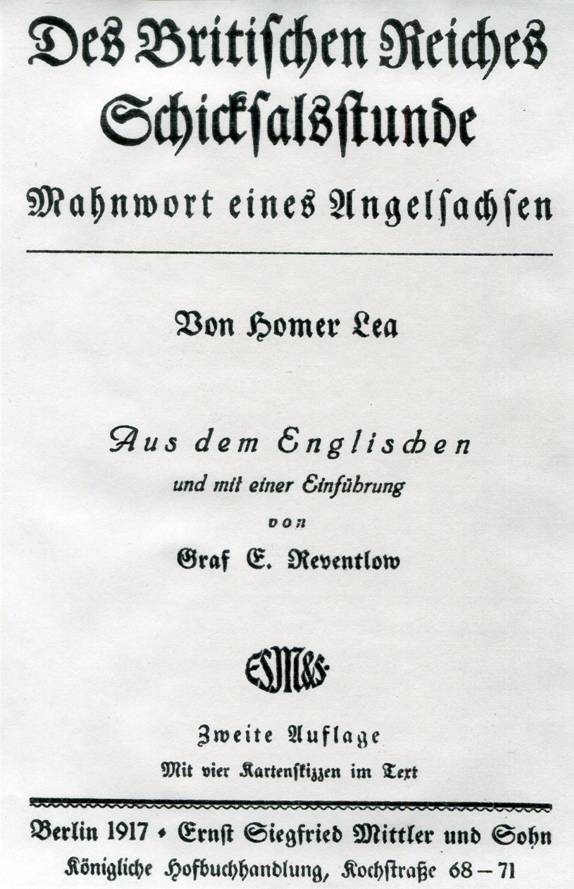 Des Britiſchen Reiches
Schickſalsſtunde
Mahnwort eines Angelſachſen
Von Homer Lea
Aus dem Englischen
und mit einer Einführung
von
Graf E. Reventlow
ESM&S.
Zweite Auflage
Mit vier Kartenſkizzen im Text
Berlin 1917 • Ernſt Siegfried Mittler und Sohn
Königliche Hofbuchhandlung, Kochſtraße 68–71